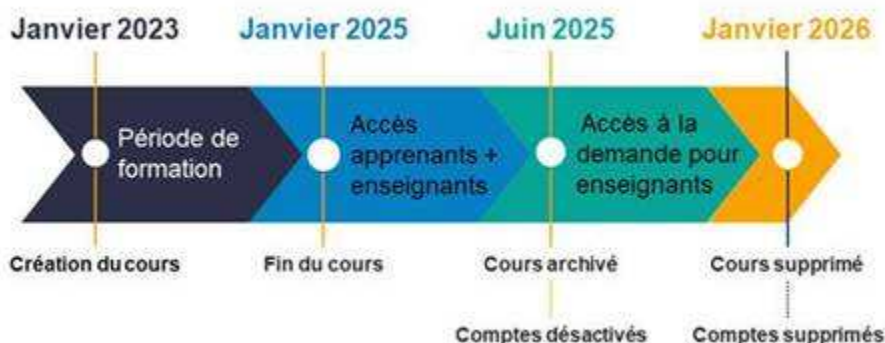 Janvier 2023
Janvier 2025
Juin 2025
Janvier 2026
Période de
formation
Accès
apprenants +
enseignants
Accès à la
demande pour
enseignants
Création du cours
Fin du cours
Cours archivé
Cours supprimé
Comptes désactivés
Comptes supprimés